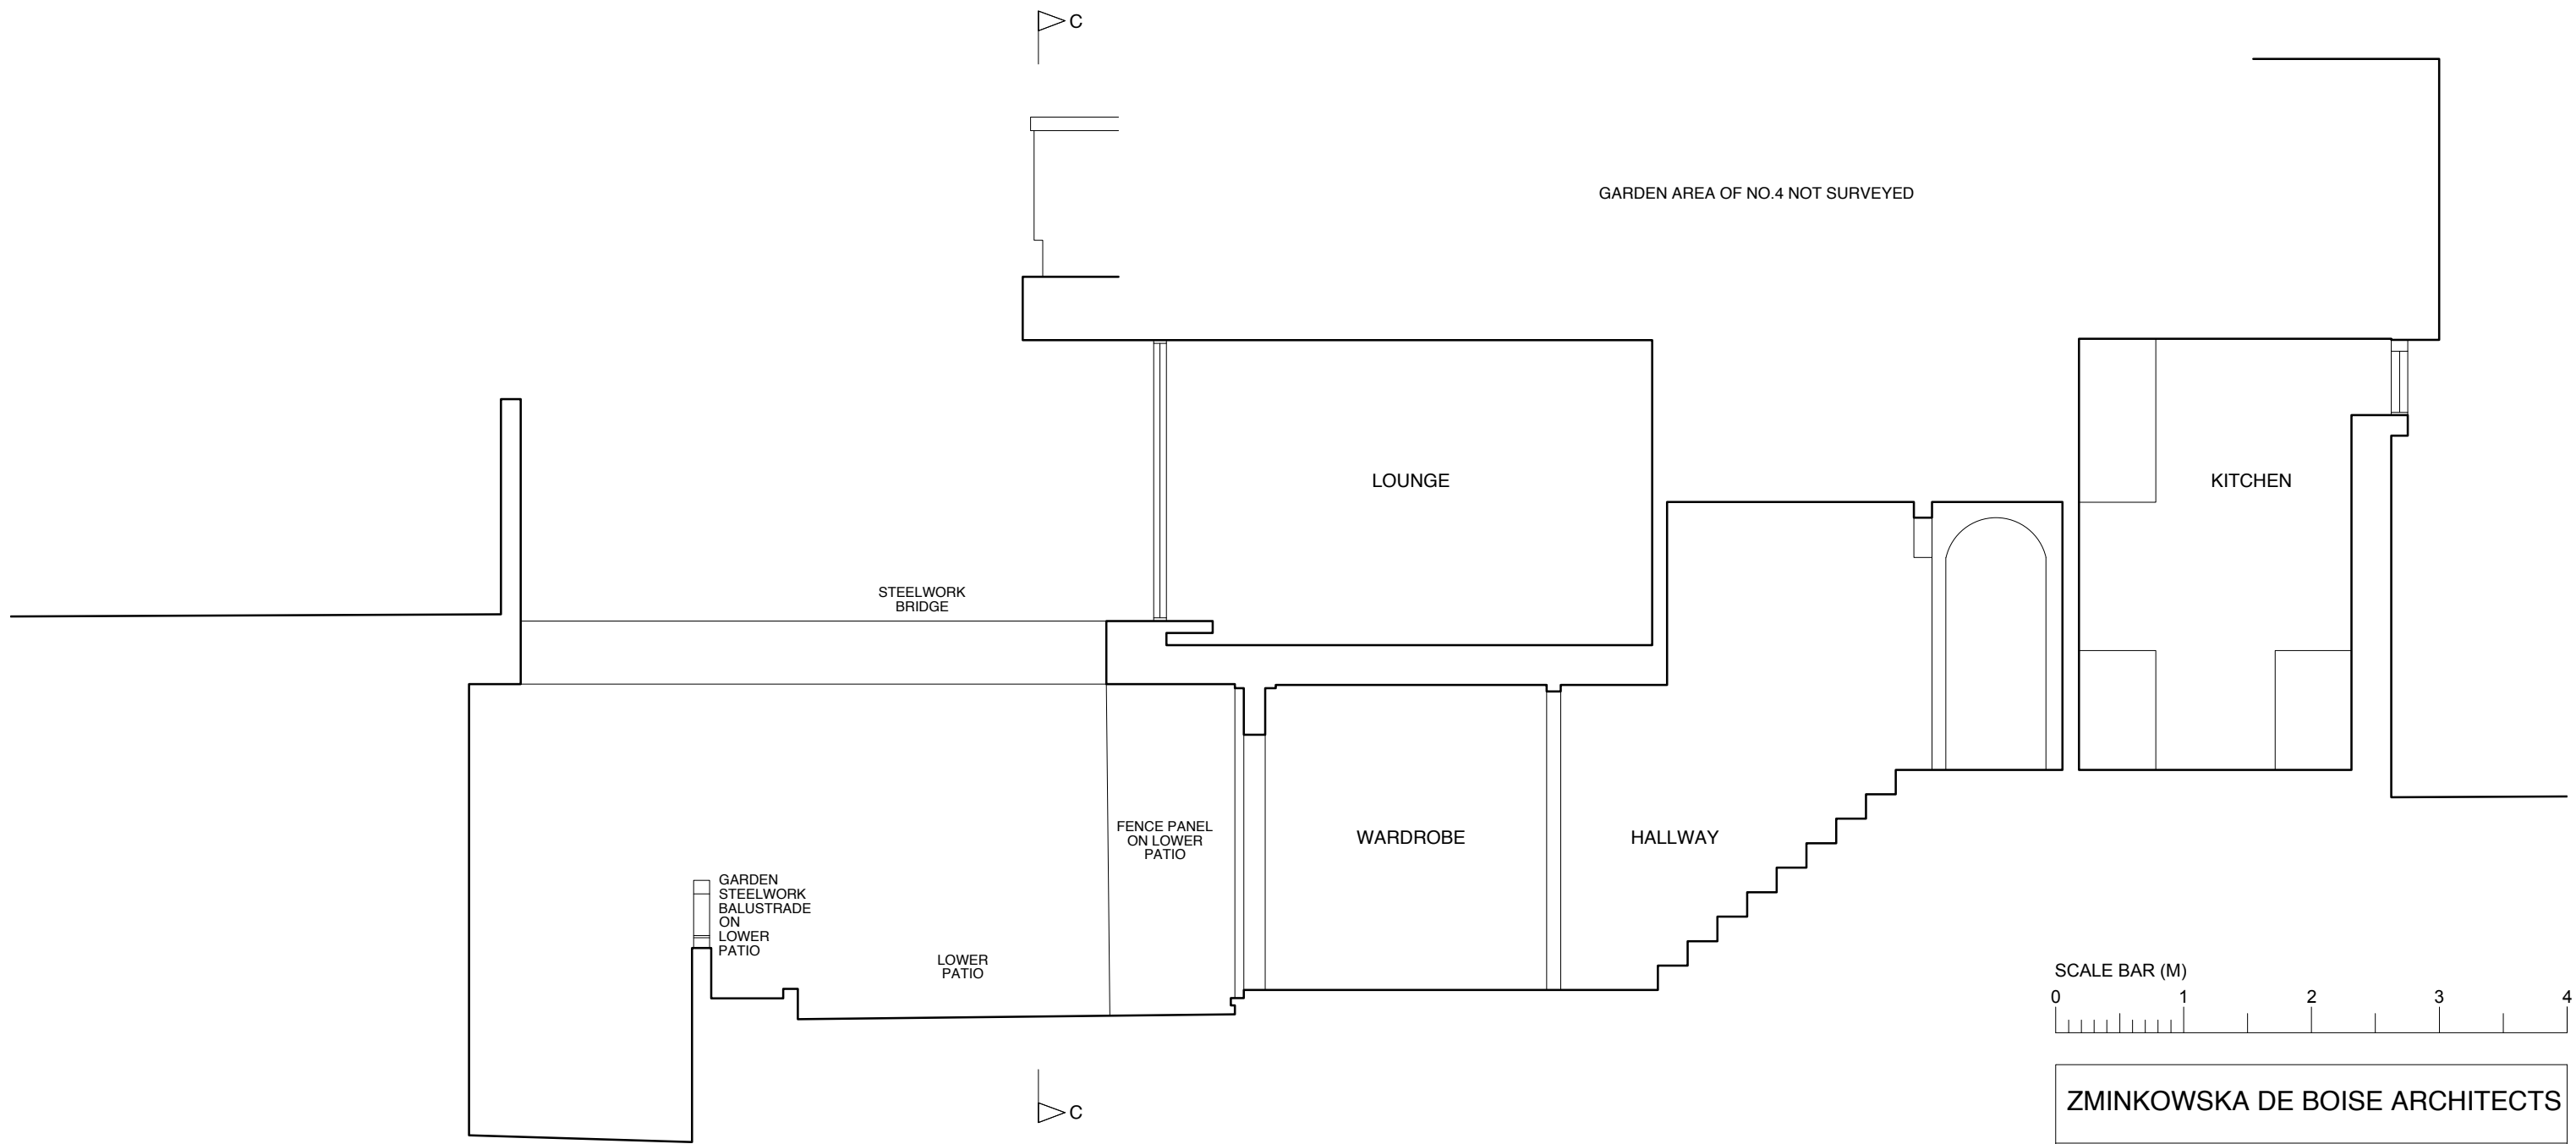 C
GARDEN AREA OF NO.4 NOT SURVEYED
LOUNGE
KITCHEN
STEELWORK
BRIDGE
FENCE PANEL
ON LOWER
PATIO
WARDROBE
HALLWAY
GARDEN
STEELWORK
BALUSTRADE
ON
LOWER
PATIO
LOWER
PATIO
SCALE BAR (M)
0 1 2 3 4
C
ZMINKOWSKA DE BOISE ARCHITECTS